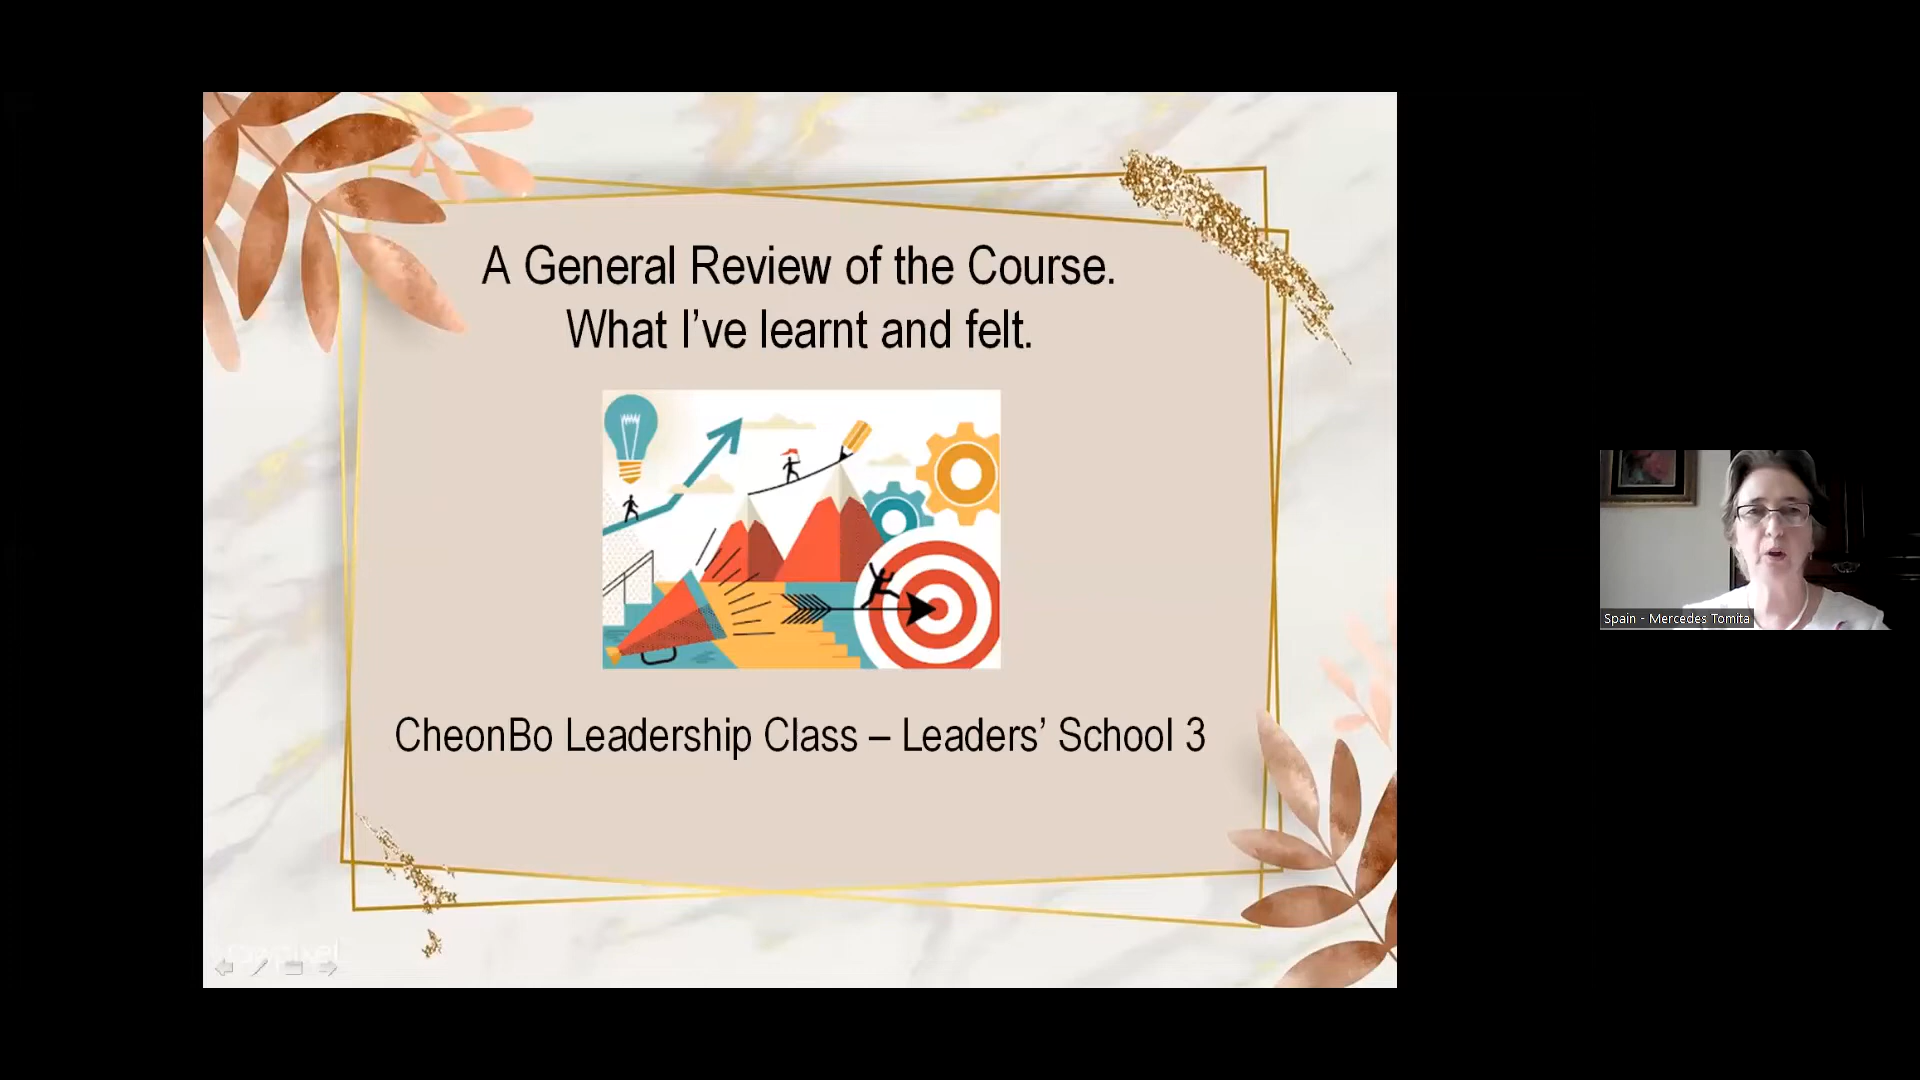 A General Review of the Course.
What I’ve learnt and felt.
CheonBo Leadership Class – Leaders’ School 3
Spain - Mercedes Tomita